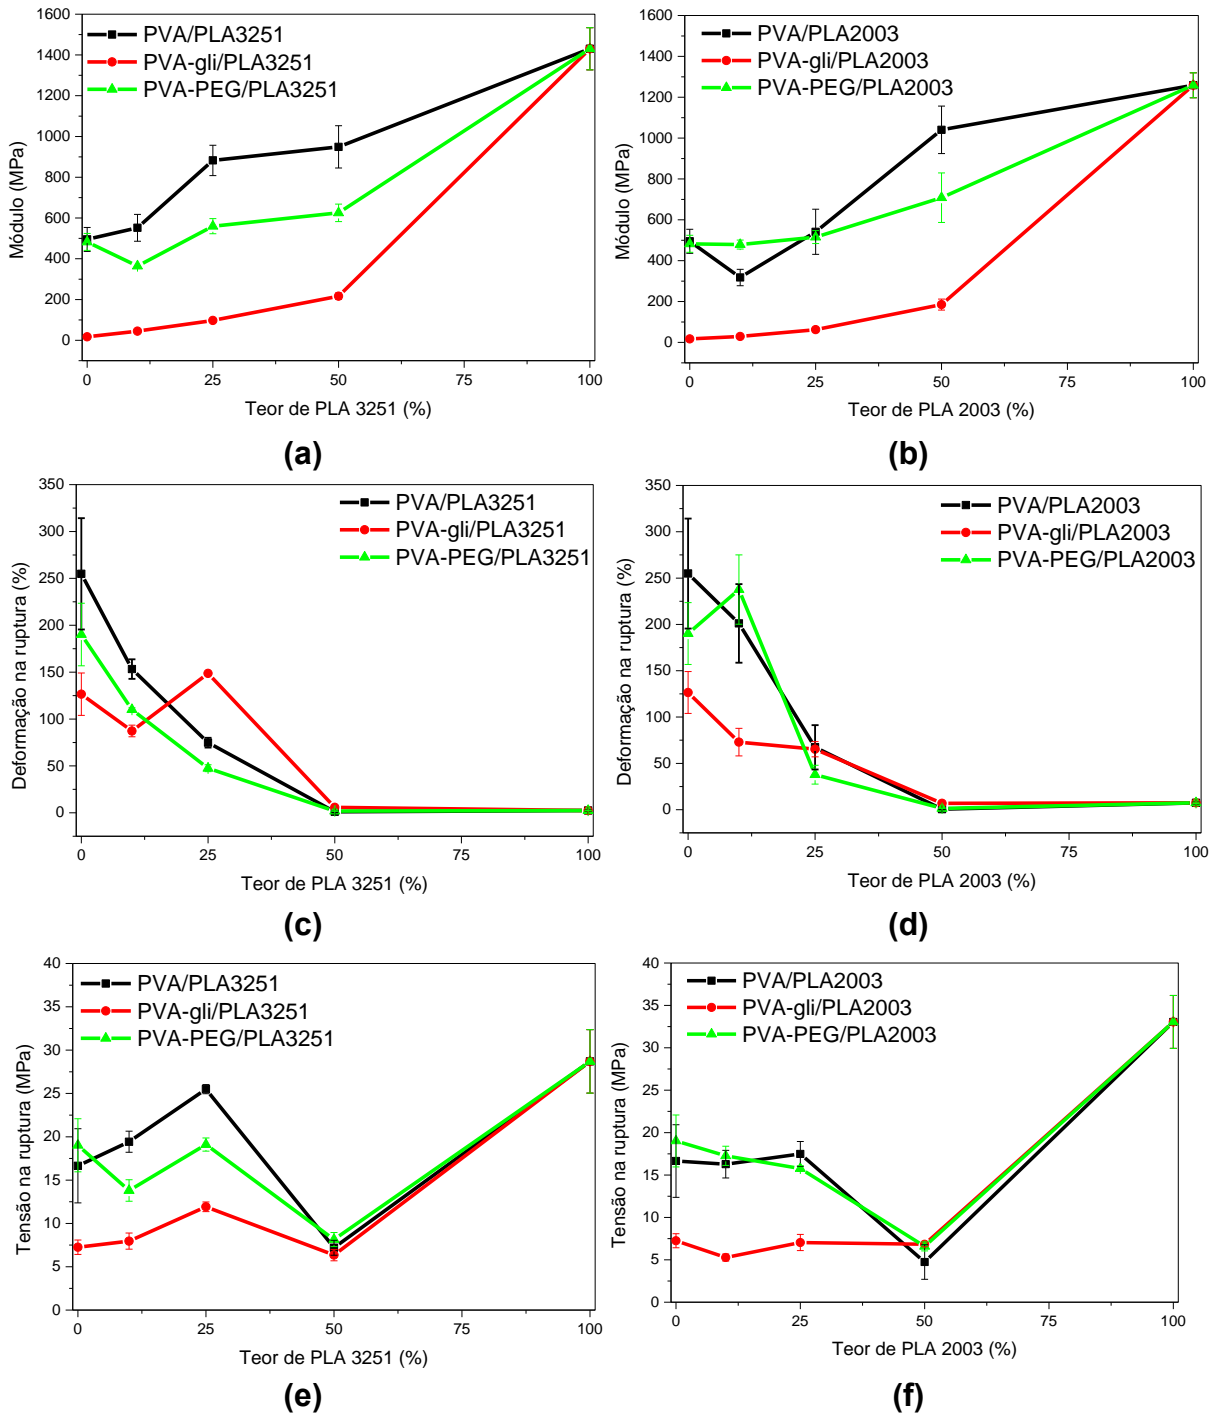 1600
1400
1200
1000
800
600
400
200
0
Módulo (MPa)
PVA/PLA3251
PVA-gli/PLA3251
PVA-PEG/PLA3251
0 25 50 75 100
Teor de PLA 3251 (%)
(a)
1600
1400
1200
1000
800
600
400
200
0
Módulo (MPa)
PVA/PLA2003
PVA-gli/PLA2003
PVA-PEG/PLA2003
0 25 50 75 100
Teor de PLA 2003 (%)
(b)
350
300
250
200
150
100
50
0
Deformação na ruptura (%)
PVA/PLA3251
PVA-gli/PLA3251
PVA-PEG/PLA3251
0 25 50 75 100
Teor de PLA 3251 (%)
(c)
350
300
250
200
150
100
50
0
Deformação na ruptura (%)
PVA/PLA2003
PVA-gli/PLA2003
PVA-PEG/PLA2003
0 25 50 75 100
Teor de PLA 2003 (%)
(d)
40
35
30
25
20
15
10
5
0
Tensão na ruptura (MPa)
PVA/PLA3251
PVA-gli/PLA3251
PVA-PEG/PLA3251
0 25 50 75 100
Teor de PLA 3251 (%)
(e)
40
35
30
25
20
15
10
5
0
Tensão na ruptura (MPa)
PVA/PLA2003
PVA-gli/PLA2003
PVA-PEG/PLA2003
0 25 50 75 100
Teor de PLA 2003 (%)
(f)